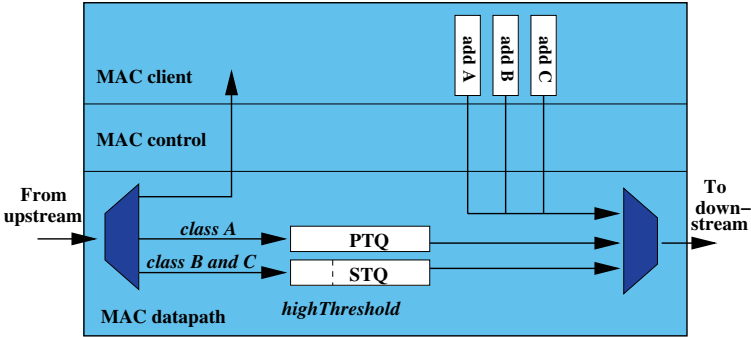 add A
add B
add C
MAC client
MAC control
From
upstream
To
down-
stream
class A
PTQ
class B and C
STQ
highThreshold
MAC datapath